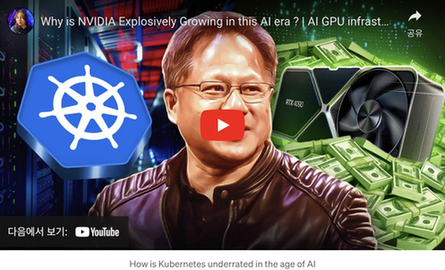 Why is NVIDIA Explosively Growing in this AI era ? | AI GPU infrast...
공유
RTX 4090
다음에서 보기: YouTube
How is Kubernetes underrated in the age of AI